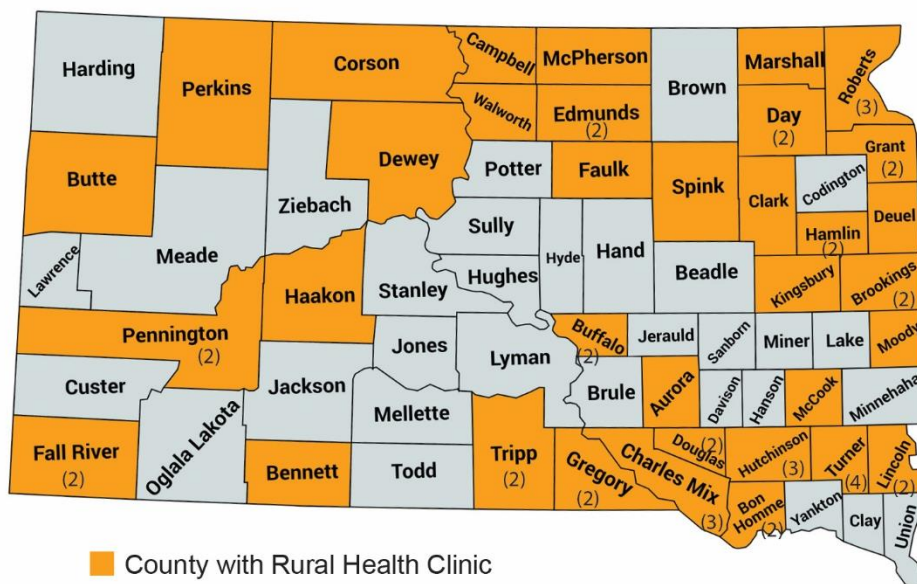 Harding
Perkins
Corson
Campbell
McPherson
Brown
Marshall
Roberts
(3)
Walworth
Edmunds
(2)
Day
(2)
Grant
(2)
Butte
Dewey
Ziebach
Potter
Faulk
Spink
Clark
Codington
Deuel
Hamlin
(2)
Lawrence
Meade
Sully
Hyde
Hand
Beadle
Kingsbury
Brookings
(2)
Haakon
Stanley
Hughes
Pennington
(2)
Buffalo
(2)
Jerauld
Sanborn
Miner
Lake
Moody
Custer
Jackson
Jones
Lyman
Brule
Aurora
Davison
Hanson
McCook
Minnehaha
Mellette
Fall River
(2)
Oglala Lakota
Bennett
Todd
Tripp
(2)
Gregory
(2)
Charles Mix
(3)
Douglas
(2)
Hutchinson
(3)
Turner
(4)
Lincoln
(2)
Bon
Homme
(2)
Yankton
Clay
Union
County with Rural Health Clinic